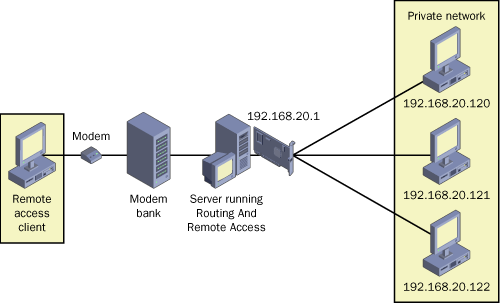 Private network
192.168.20.120
192.168.20.1
Modem
192.168.20.121
Remote
access
client
Modem
bank
Server running
Routing And
Remote Access
192.168.20.122